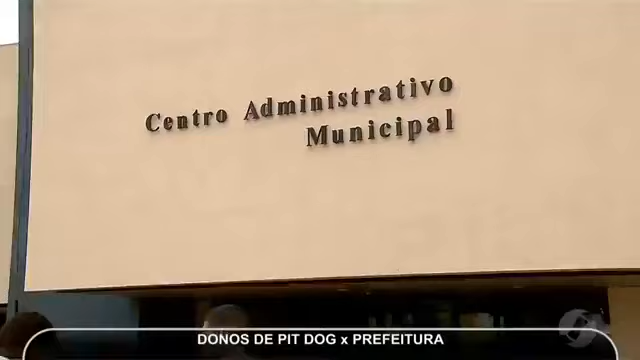 Centro Administrativo
Municipal
DONOS DE PIT DOG x PREFEITURA